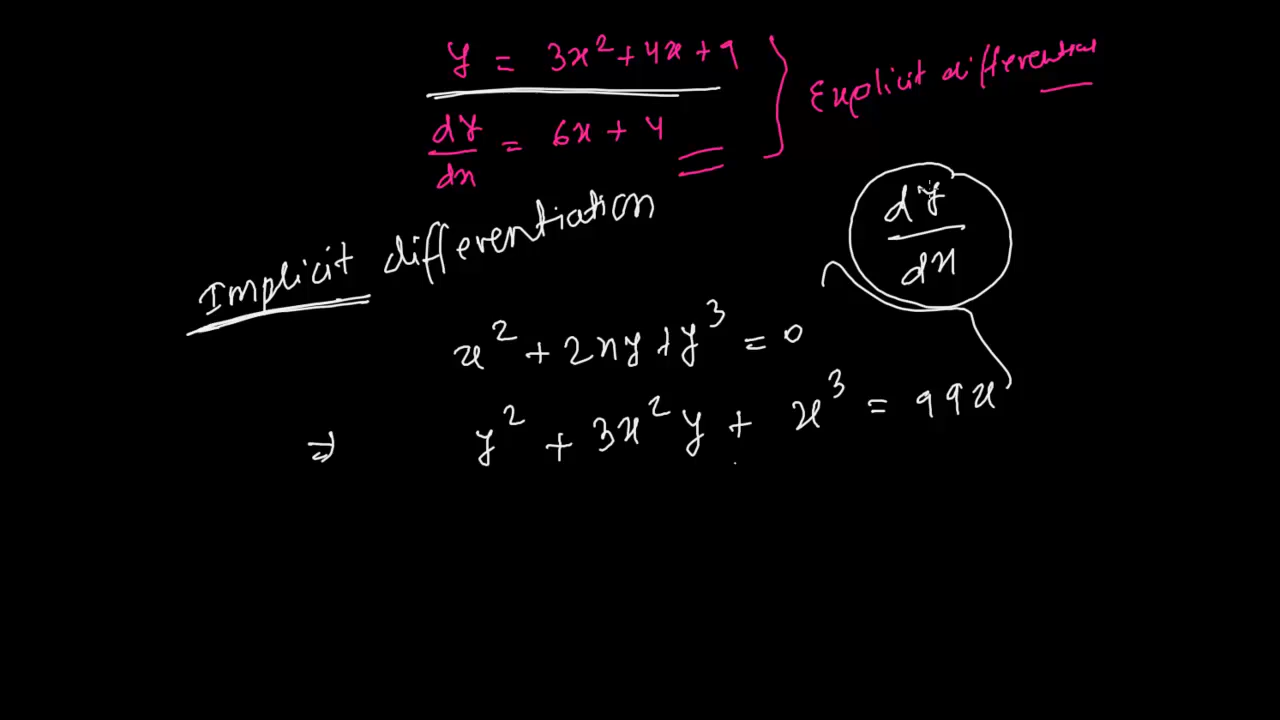 y = 3x² + 4x + 9
dy/dx = 6x + 4
Explicit differential
Implicit differentiation
dy/dx
x² + 2xy + y³ = 0
⇒ y² + 3x²y + x³ = 99x